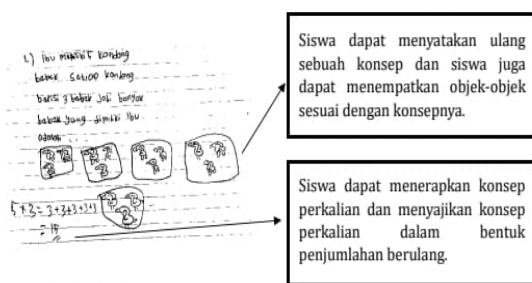 1.) Ibu memiliki 5 kandang
bebek. Setiap kandang
berisi 3 bebek jadi banyak
bebek yang dimiliki Ibu
adalah
5 x 3 = 3+3+3+3+3
= 15
Siswa dapat menyatakan ulang
sebuah konsep dan siswa juga
dapat menempatkan objek-objek
sesuai dengan konsepnya.
Siswa dapat menerapkan konsep
perkalian dan menyajikan konsep
perkalian dalam bentuk
penjumlahan berulang.